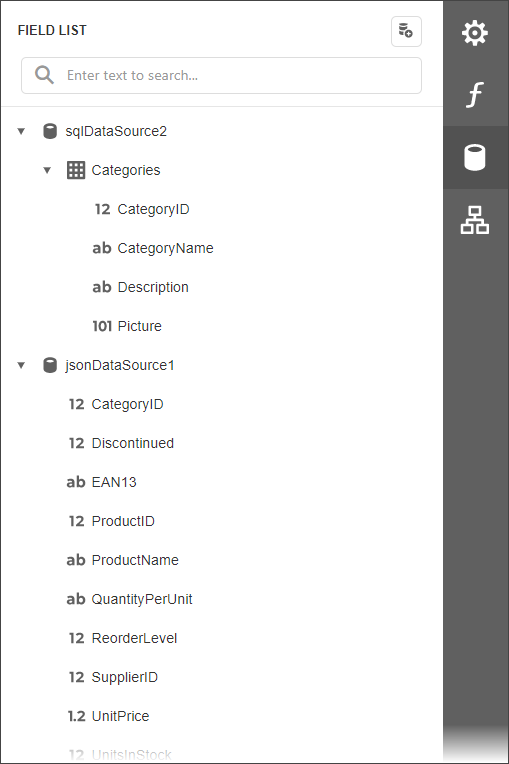 FIELD LIST
Enter text to search...
sqlDataSource2
Categories
12 CategoryID
ab CategoryName
ab Description
101 Picture
jsonDataSource1
12 CategoryID
12 Discontinued
ab EAN13
12 ProductID
ab ProductName
ab QuantityPerUnit
12 ReorderLevel
12 SupplierID
1.2 UnitPrice
12 UnitsInStock